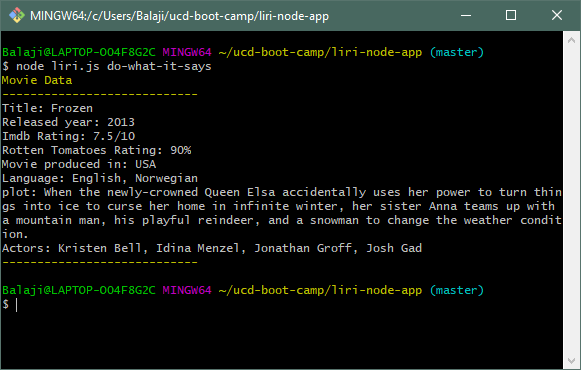 MINGW64:/c/Users/Balaji/ucd-boot-camp/liri-node-app
Balaji@LAPTOP-OO4F8G2C MINGW64 ~/ucd-boot-camp/liri-node-app (master)
$ node liri.js do-what-it-says
Movie Data
----------------------------
Title: Frozen
Released year: 2013
Imdb Rating: 7.5/10
Rotten Tomatoes Rating: 90%
Movie produced in: USA
Language: English, Norwegian
plot: When the newly-crowned Queen Elsa accidentally uses her power to turn thin
gs into ice to curse her home in infinite winter, her sister Anna teams up with
a mountain man, his playful reindeer, and a snowman to change the weather condit
ion.
Actors: Kristen Bell, Idina Menzel, Jonathan Groff, Josh Gad
----------------------------
Balaji@LAPTOP-OO4F8G2C MINGW64 ~/ucd-boot-camp/liri-node-app (master)
$